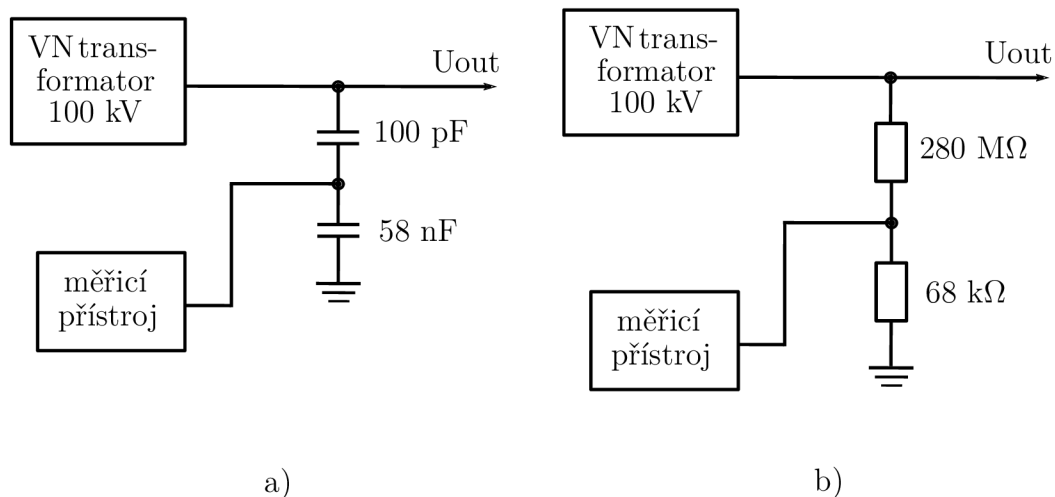 VN trans-
formator
100 kV
Uout
100 pF
58 nF
měřicí
přístroj
a)
VN trans-
formator
100 kV
Uout
280 MΩ
68 kΩ
měřicí
přístroj
b)